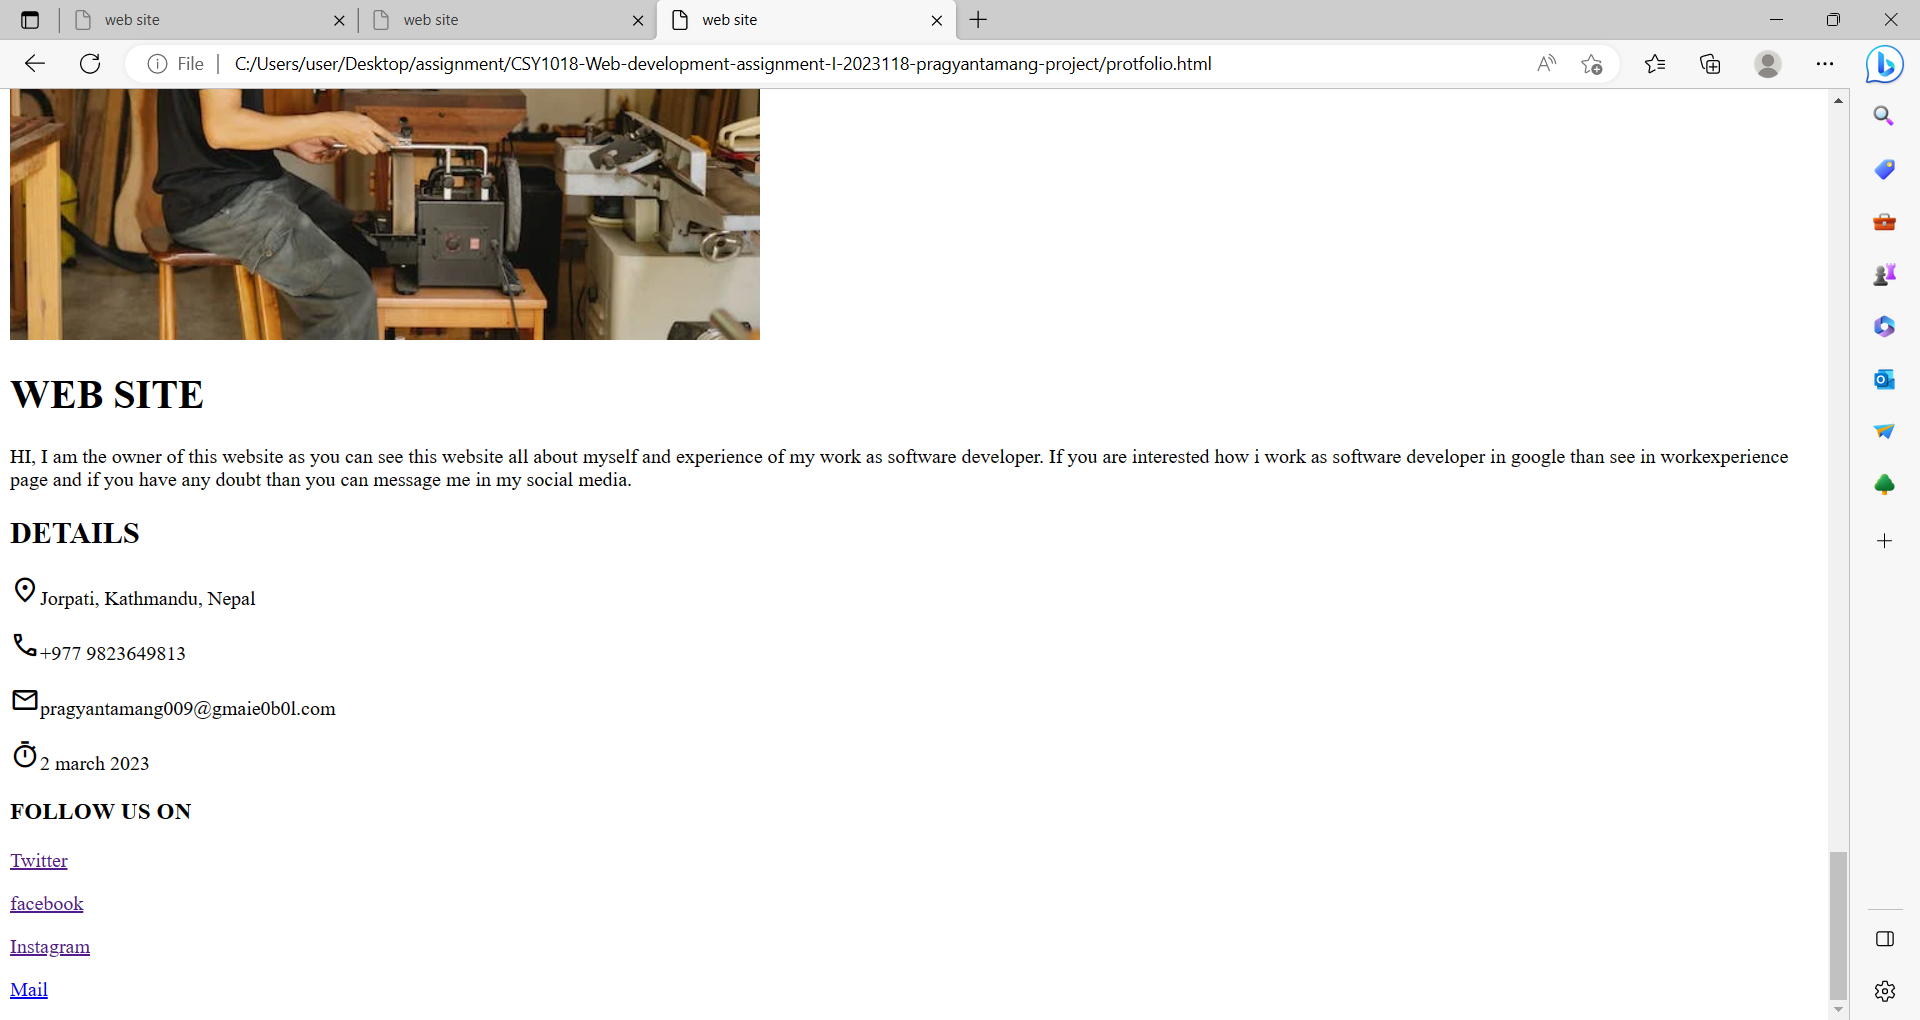 web site
web site
web site
File
C:/Users/user/Desktop/assignment/CSY1018-Web-development-assignment-I-2023118-pragyantamang-project/protfolio.html
WEB SITE
HI, I am the owner of this website as you can see this website all about myself and experience of my work as software developer. If you are interested how i work as software developer in google than see in workexperience
page and if you have any doubt than you can message me in my social media.
DETAILS
Jorpati, Kathmandu, Nepal
+977 9823649813
pragyantamang009@gmaie0b0l.com
2 march 2023
FOLLOW US ON
Twitter
facebook
Instagram
Mail